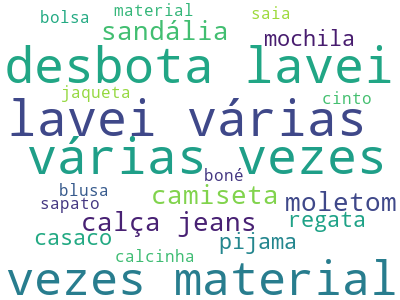 bolsa material saia
sandália mochila
desbota lavei
jaqueta cinto
lavei várias
várias vezes
boné
blusa camiseta moletom
sapato
calça jeans regata
casaco pijama
calcinha
vezes material